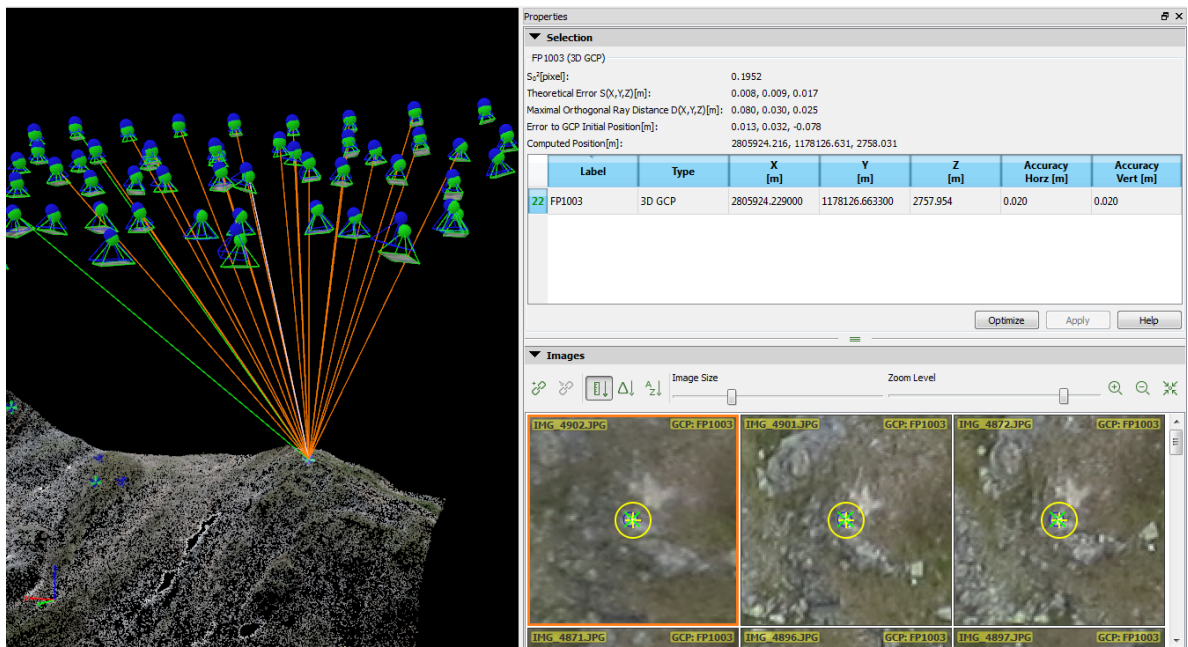 Properties
Selection
FP1003 (3D GCP)
S₀²[pixel]: 0.1952
Theoretical Error S(X,Y,Z)[m]: 0.008, 0.009, 0.017
Maximal Orthogonal Ray Distance D(X,Y,Z)[m]: 0.080, 0.030, 0.025
Error to GCP Initial Position[m]: 0.013, 0.032, -0.078
Computed Position[m]: 2805924.216, 1178126.631, 2758.031
Label Type X [m] Y [m] Z [m] Accuracy Horz [m] Accuracy Vert [m]
22 FP1003 3D GCP 2805924.229000 1178126.663300 2757.954 0.020 0.020
Optimize Apply Help
Images
Image Size Zoom Level
IMG_4902.JPG GCP: FP1003 IMG_4901.JPG GCP: FP1003 IMG_4872.JPG GCP: FP1003
IMG_4871.JPG GCP: FP1003 IMG_4896.JPG GCP: FP1003 IMG_4897.JPG GCP: FP1003